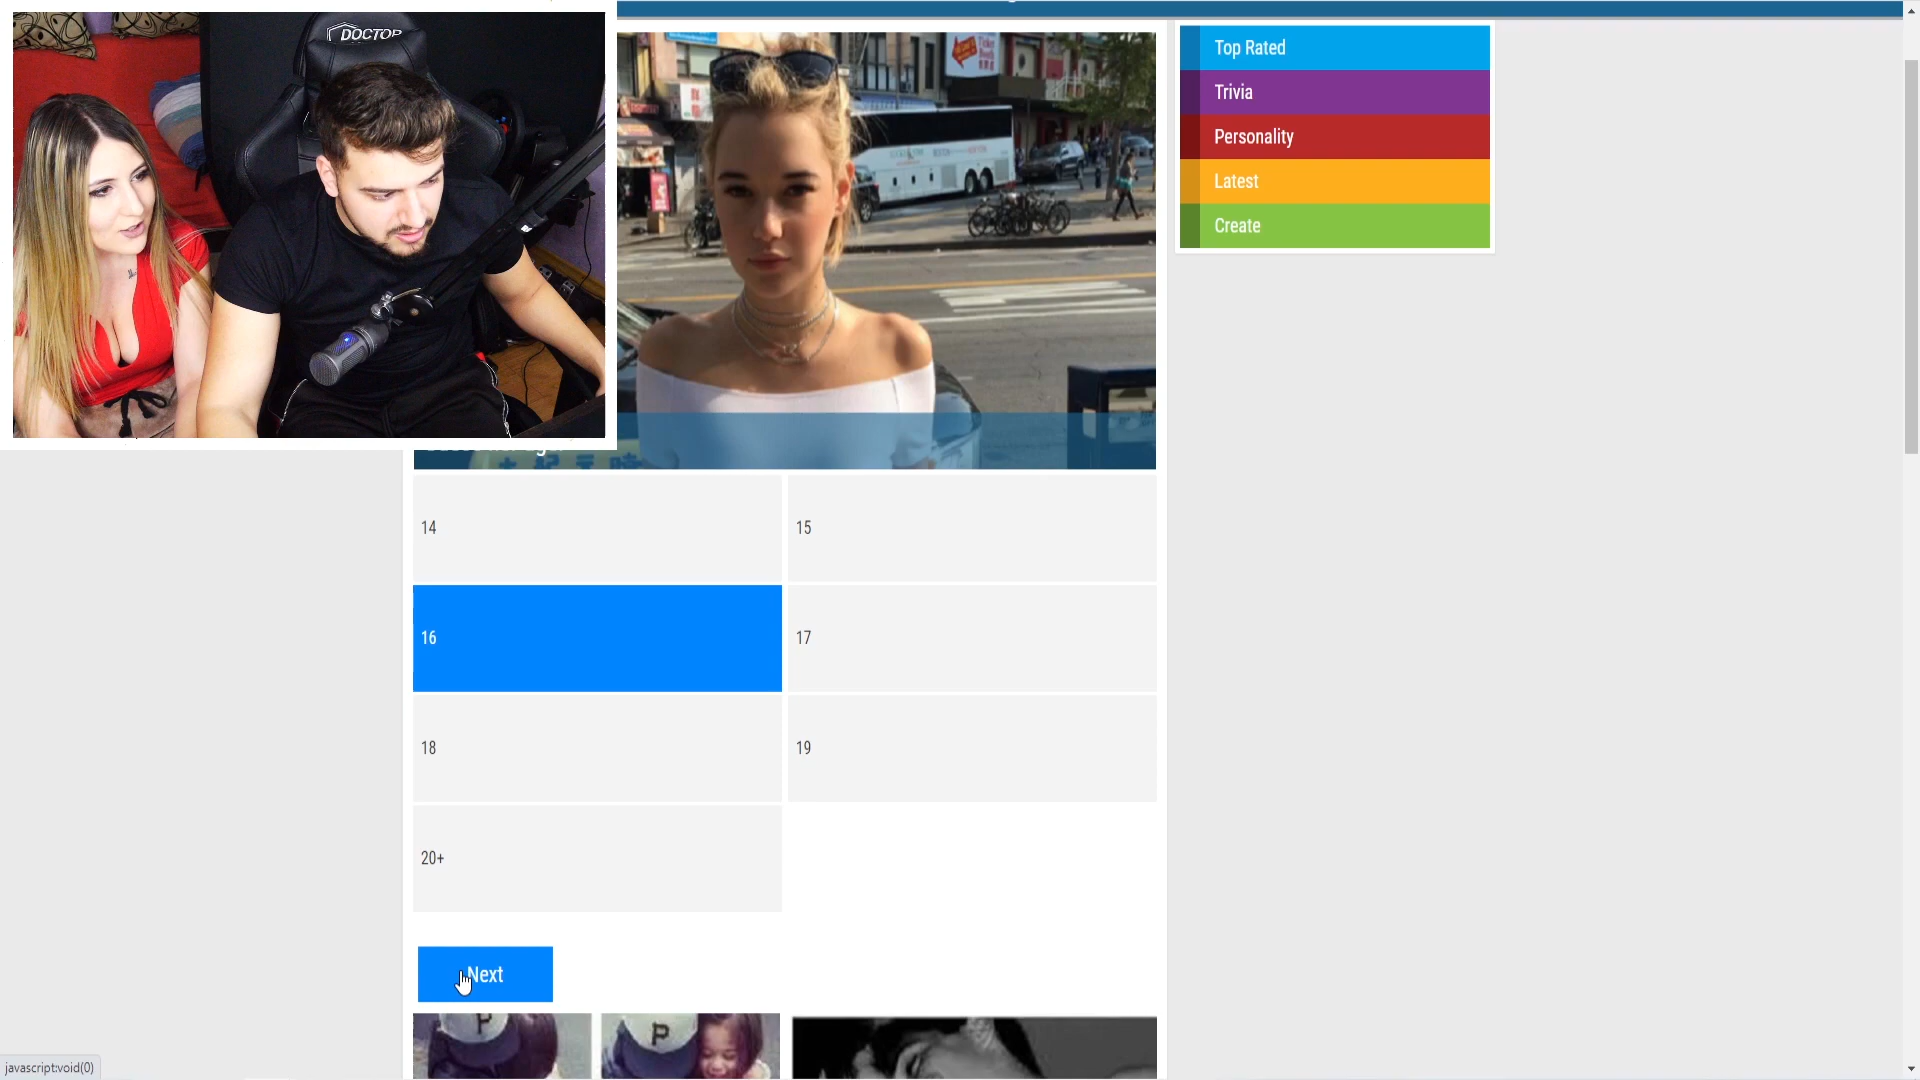 DOCTOR
Top Rated
Trivia
Personality
Latest
Create
14
15
16
17
18
19
20+
Next
P
P
javascript:void(0)